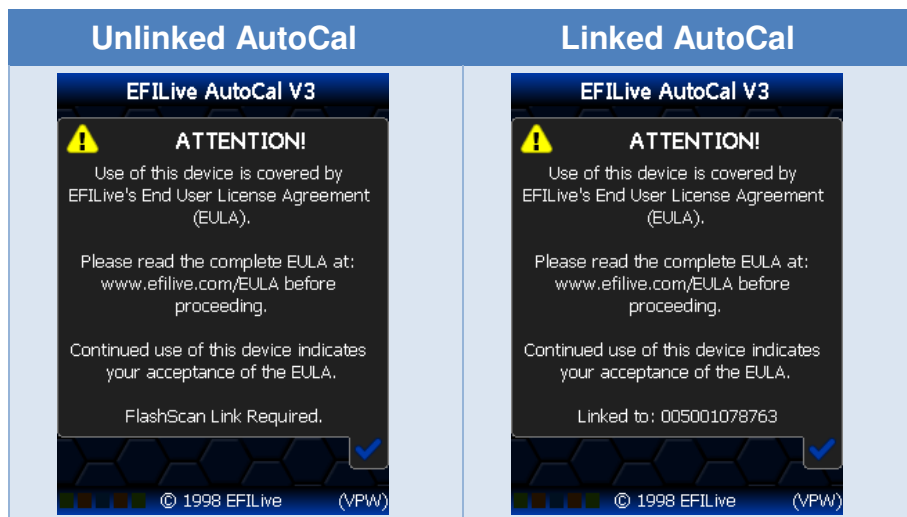 Unlinked AutoCal
Linked AutoCal
EFILive AutoCal V3
ATTENTION!
Use of this device is covered by
EFILive's End User License Agreement
(EULA).
Please read the complete EULA at:
www.efilive.com/EULA before
proceeding.
Continued use of this device indicates
your acceptance of the EULA.
FlashScan Link Required.
© 1998 EFILive (VPW)
EFILive AutoCal V3
ATTENTION!
Use of this device is covered by
EFILive's End User License Agreement
(EULA).
Please read the complete EULA at:
www.efilive.com/EULA before
proceeding.
Continued use of this device indicates
your acceptance of the EULA.
Linked to: 005001078763
© 1998 EFILive (VPW)